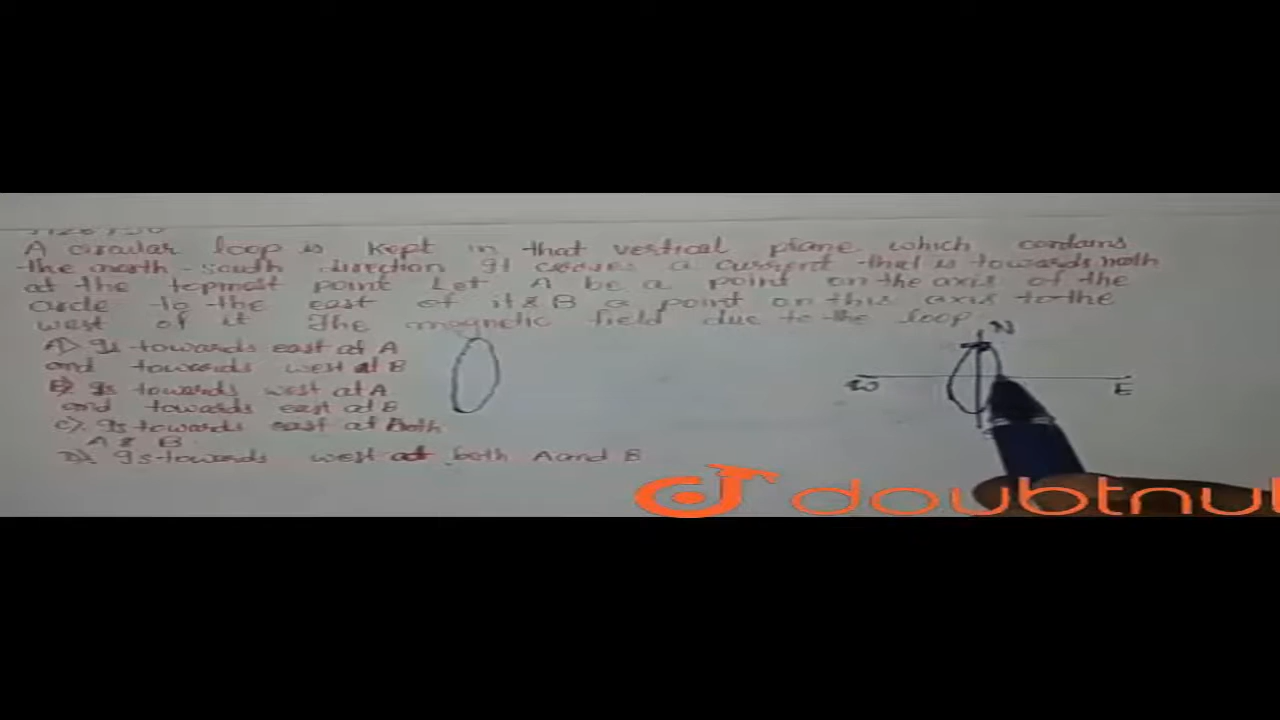 A circular loop is kept in that vertical plane which contains
the north-south direction It carries a current that is towards north
at the topmost point Let A be a point on the axis of the
circle to the east of it & B a point on this axis to the
west of it The magnetic field due to the loop
A) Is towards east at A
and towards west at B
B) Is towards west at A
and towards east at B
C) Is towards east at Both
A & B
D) Is towards west at both A and B
N
W
E
doubtnut